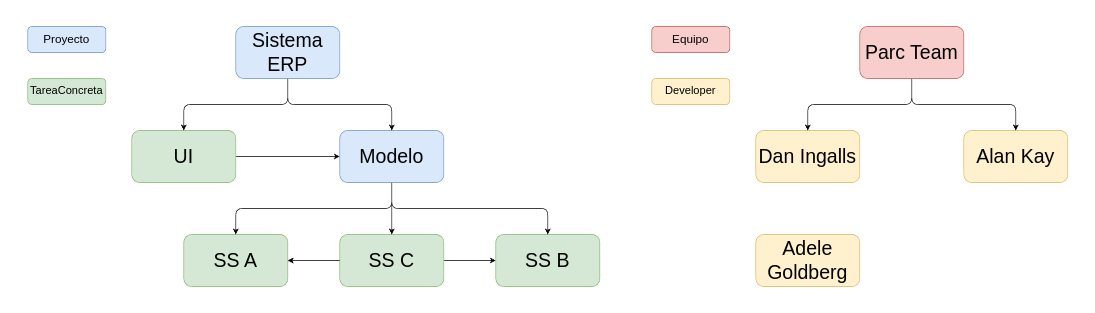 Proyecto
Sistema
ERP
TareaConcreta
UI
Modelo
SS A
SS C
SS B
Equipo
Parc Team
Developer
Dan Ingalls
Alan Kay
Adele
Goldberg